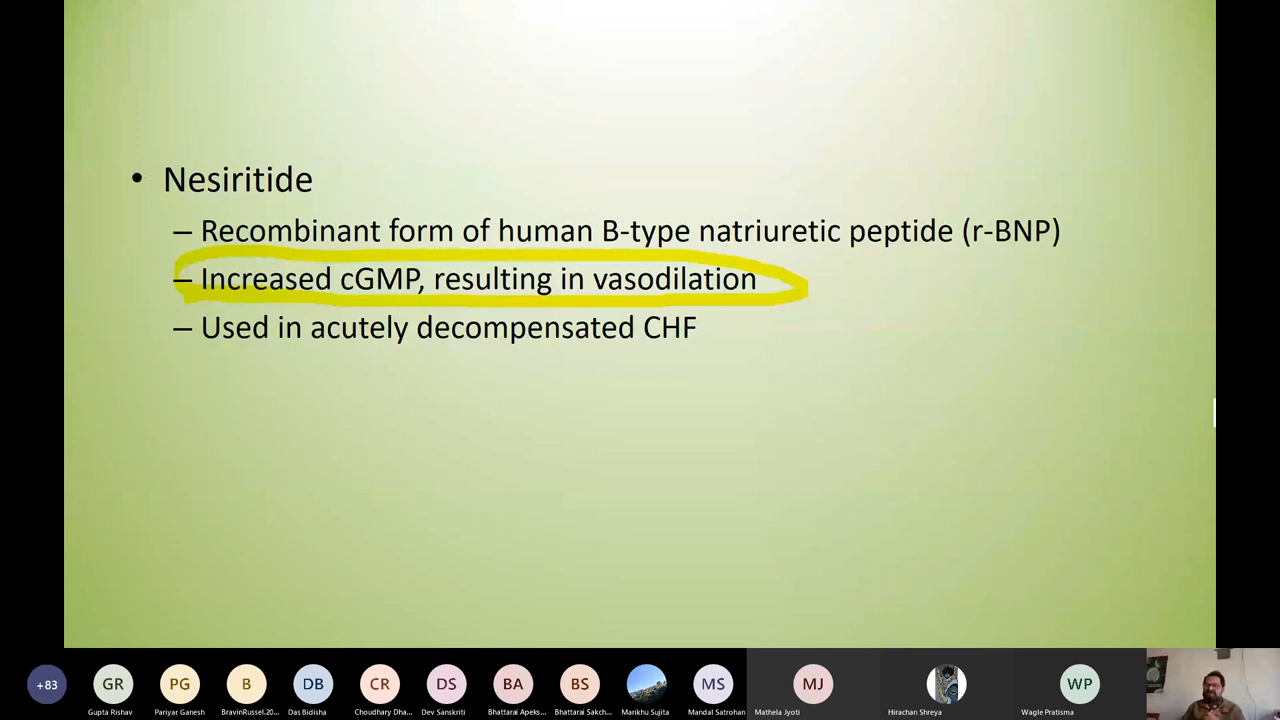 • Nesiritide
– Recombinant form of human B-type natriuretic peptide (r-BNP)
– Increased cGMP, resulting in vasodilation
– Used in acutely decompensated CHF
+83 GR PG B DB CR DS BA BS MS MJ WP
Gupta Rishav Pariyar Ganesh BravinRussel.20... Das Bidisha Choudhary Dha... Dev Sanskriti Bhattarai Apeks... Bhattarai Sakch... Marikhu Sujita Mandal Satrohan Mathela Jyoti Hirachan Shreya Wagle Pratisma